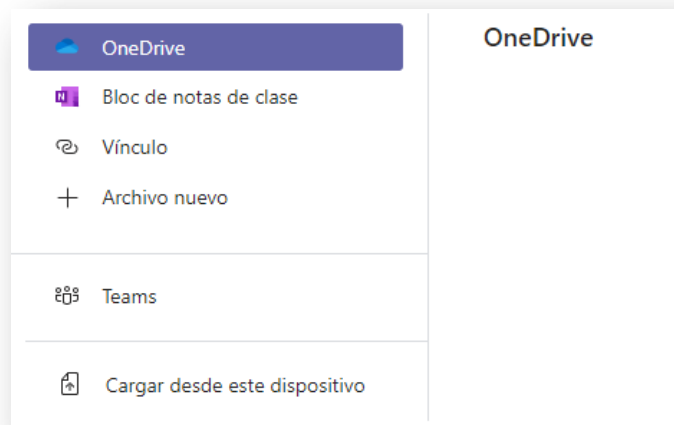 OneDrive
Bloc de notas de clase
Vínculo
Archivo nuevo
Teams
Cargar desde este dispositivo
OneDrive